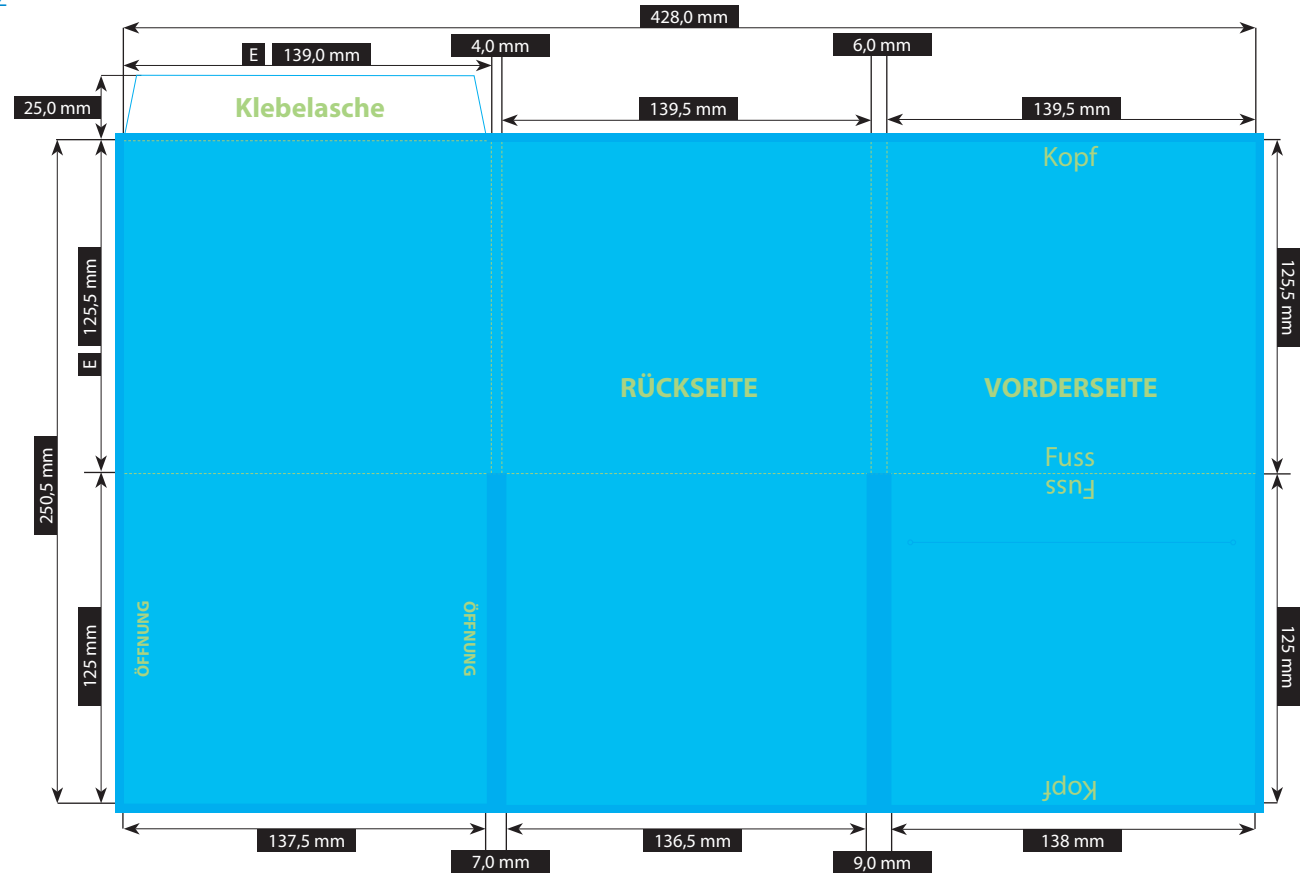 428,0 mm
4,0 mm
6,0 mm
E 139,0 mm
25,0 mm
Klebelasche
139,5 mm
139,5 mm
Kopf
125,5 mm
E
125,5 mm
RÜCKSEITE
VORDERSEITE
Fuss
Fuss
250,5 mm
ÖFFNUNG
ÖFFNUNG
125 mm
125 mm
Kopf
137,5 mm
136,5 mm
138 mm
7,0 mm
9,0 mm